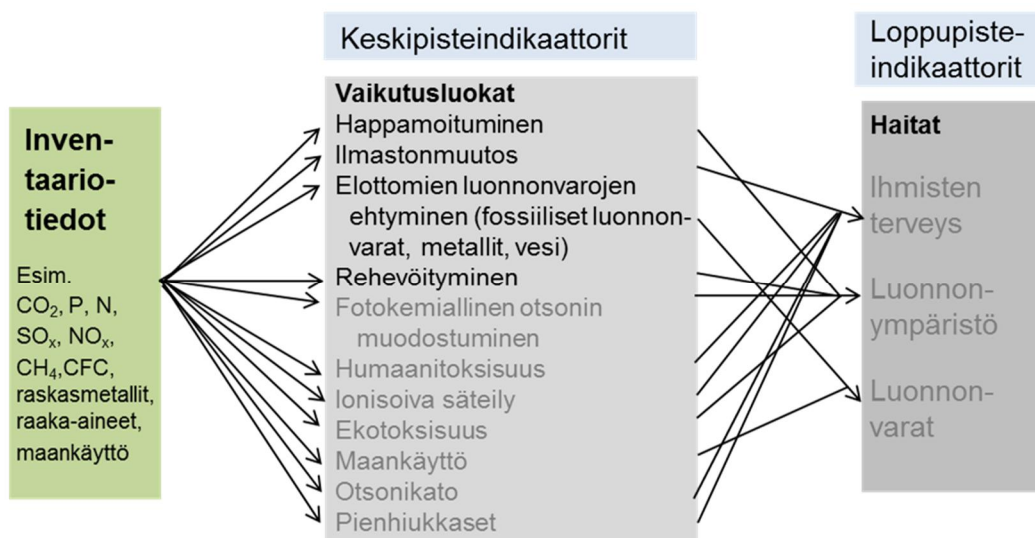 Inven-
taario-
tiedot
Esim.
CO₂, P, N,
SOₓ, NOₓ,
CH₄,CFC,
raskasmetallit,
raaka-aineet,
maankäyttö
Keskipisteindikaattorit
Vaikutusluokat
Happamoituminen
Ilmastonmuutos
Elottomien luonnonvarojen
ehtyminen (fossiiliset luonnon-
varat, metallit, vesi)
Rehevöityminen
Fotokemiallinen otsonin
muodostuminen
Humaanitoksisuus
Ionisoiva säteily
Ekotoksisuus
Maankäyttö
Otsonikato
Pienhiukkaset
Loppupiste-
indikaattorit
Haitat
Ihmisten
terveys
Luonnon-
ympäristö
Luonnon-
varat